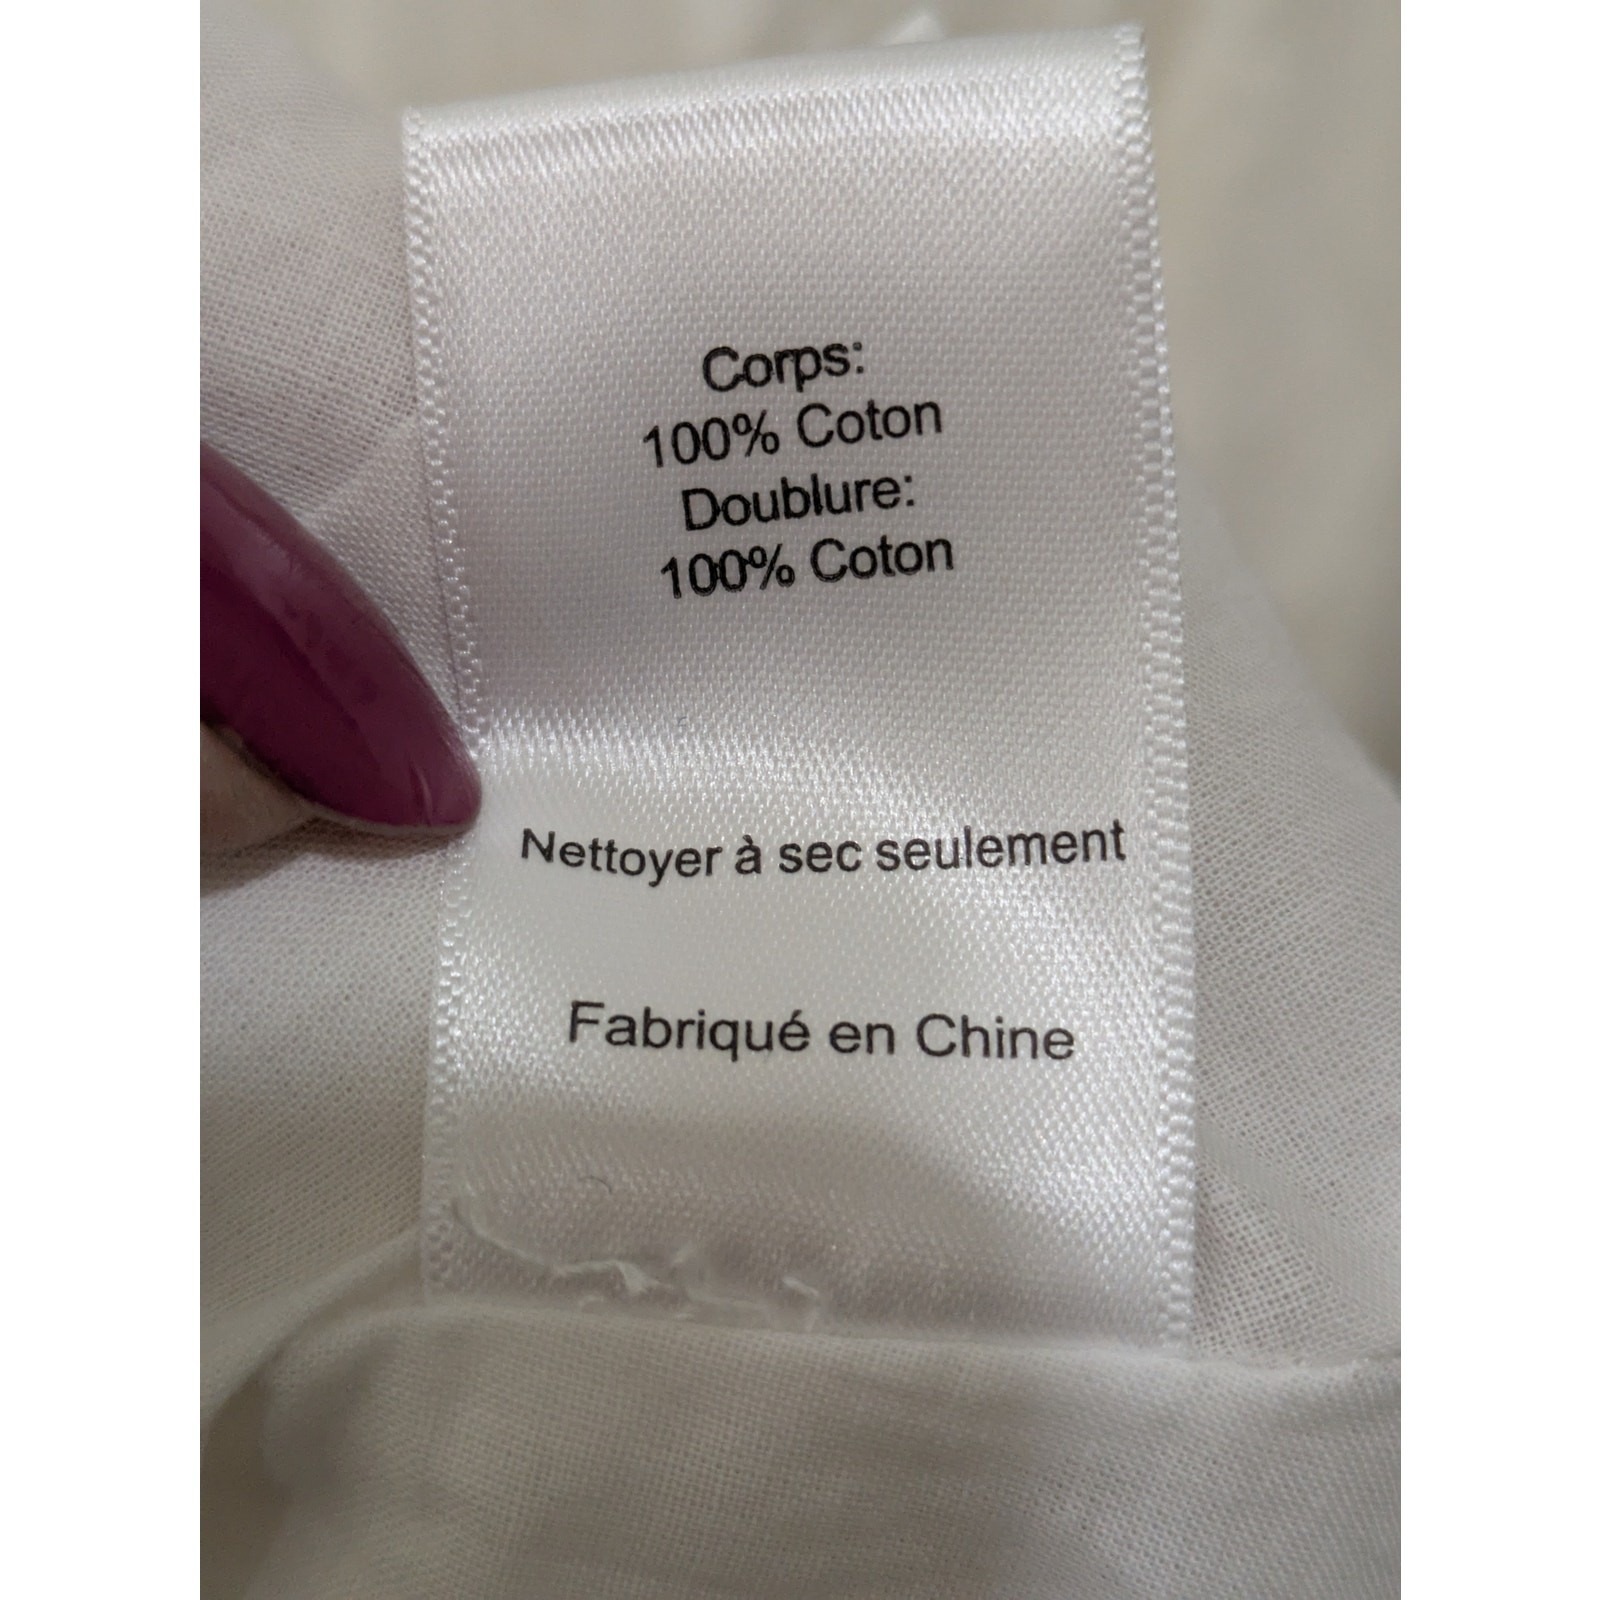 Corps:
100% Coton
Doublure:
100% Coton
Nettoyer à sec seulement
Fabriqué en Chine